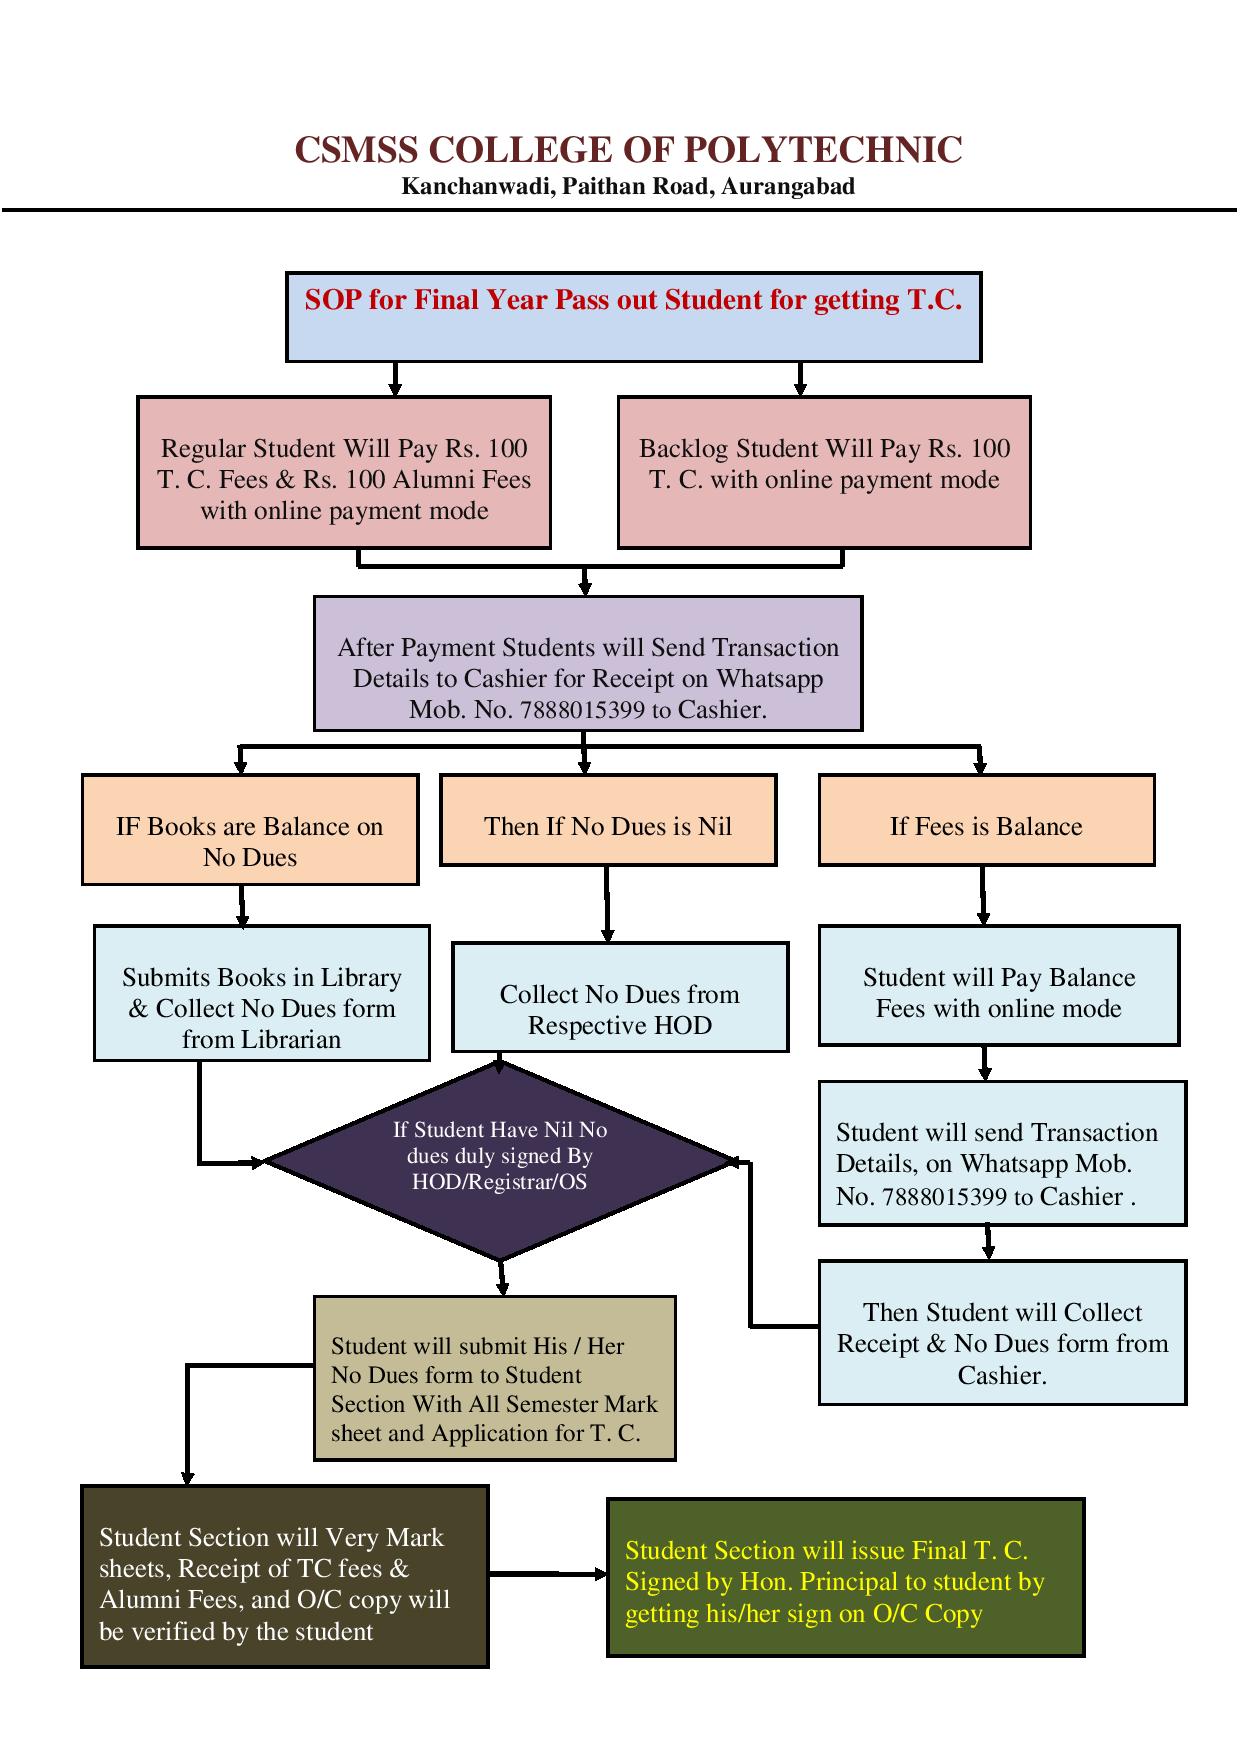 CSMSS COLLEGE OF POLYTECHNIC
Kanchanwadi, Paithan Road, Aurangabad
SOP for Final Year Pass out Student for getting T.C.
Regular Student Will Pay Rs. 100
T. C. Fees & Rs. 100 Alumni Fees
with online payment mode
Backlog Student Will Pay Rs. 100
T. C. with online payment mode
After Payment Students will Send Transaction
Details to Cashier for Receipt on Whatsapp
Mob. No. 7888015399 to Cashier.
IF Books are Balance on
No Dues
Then If No Dues is Nil
If Fees is Balance
Submits Books in Library
& Collect No Dues form
from Librarian
Collect No Dues from
Respective HOD
Student will Pay Balance
Fees with online mode
If Student Have Nil No
dues duly signed By
HOD/Registrar/OS
Student will send Transaction
Details, on Whatsapp Mob.
No. 7888015399 to Cashier .
Then Student will Collect
Receipt & No Dues form from
Cashier.
Student will submit His / Her
No Dues form to Student
Section With All Semester Mark
sheet and Application for T. C.
Student Section will Very Mark
sheets, Receipt of TC fees &
Alumni Fees, and O/C copy will
be verified by the student
Student Section will issue Final T. C.
Signed by Hon. Principal to student by
getting his/her sign on O/C Copy